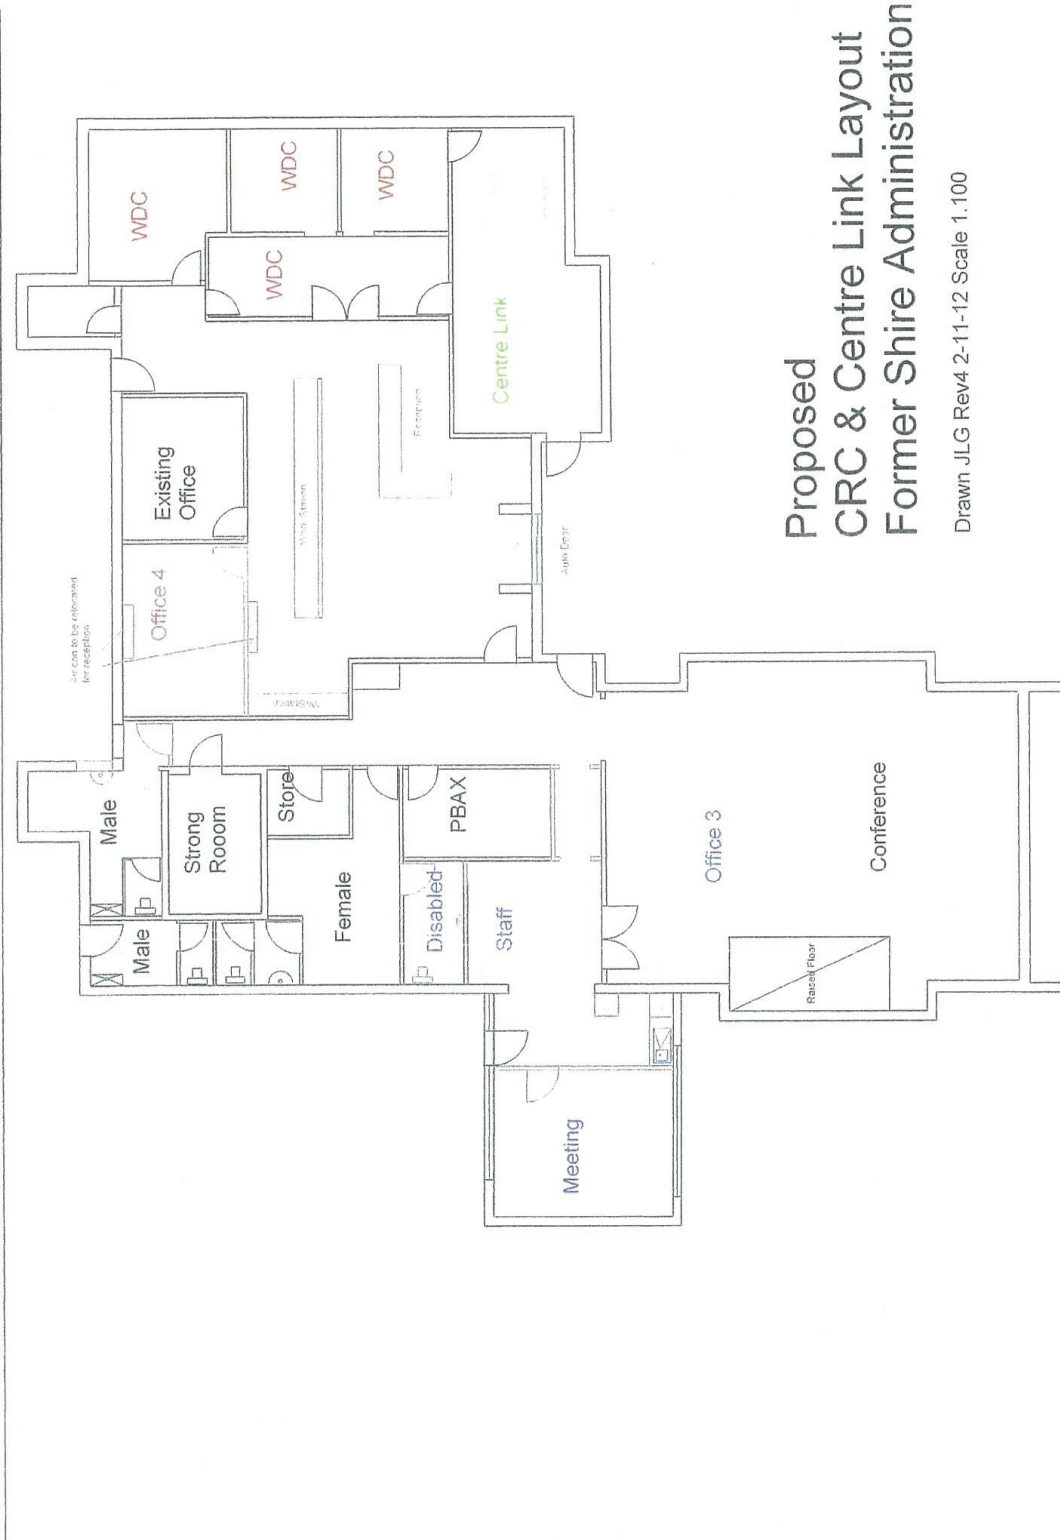 Proposed
CRC & Centre Link Layout
Former Shire Administration
Drawn JLG Rev4 2-11-12 Scale 1.100
Air con to be relocated
for reception
Male
Male
Strong
Rooom
Store
Female
Disabled
PBAX
Staff
Meeting
Office 3
Conference
Raised Floor
Office 4
Existing
Office
Reception
Auto Door
Centre Link
WDC
WDC
WDC
WDC